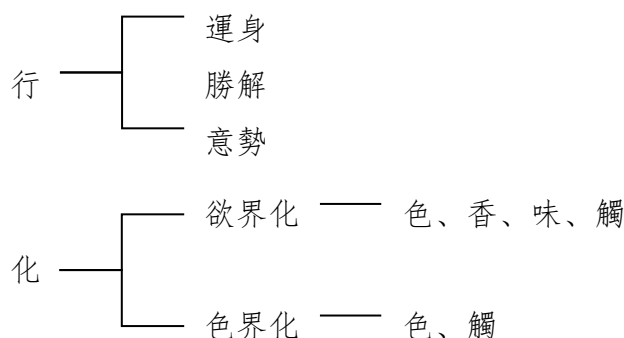 運身
行
勝解
意勢
欲界化 色、香、味、觸
化
色界化 色、觸